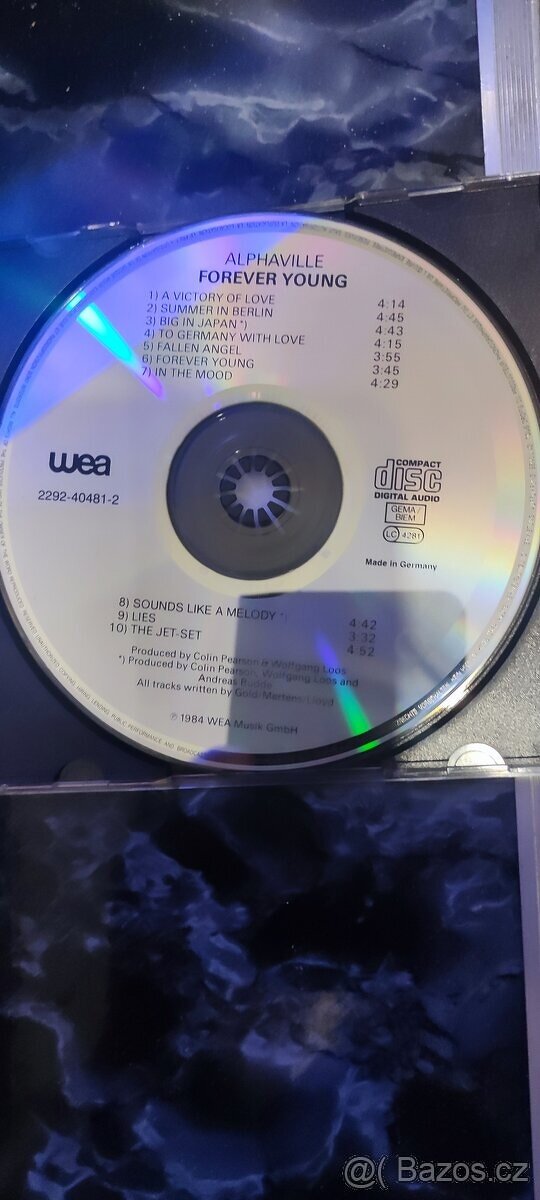 ALPHAVILLE
FOREVER YOUNG
1) A VICTORY OF LOVE 4:14
2) SUMMER IN BERLIN 4:45
3) BIG IN JAPAN *) 4:43
4) TO GERMANY WITH LOVE 4:15
5) FALLEN ANGEL 3:55
6) FOREVER YOUNG 3:45
7) IN THE MOOD 4:29
wea
2292-40481-2
COMPACT
disc
DIGITAL AUDIO
GEMA/
BIEM
LC 4281
Made in Germany
8) SOUNDS LIKE A MELODY *) 4:42
9) LIES 3:32
10) THE JET-SET 4:52
Produced by Colin Pearson & Wolfgang Loos
*) Produced by Colin Pearson, Wolfgang Loos and
Andreas Budde
All tracks written by Gold/Mertens/Lloyd
℗ 1984 WEA Musik GmbH
LENDING PUBLIC PERFORMANCE AND
@( Bazos.cz